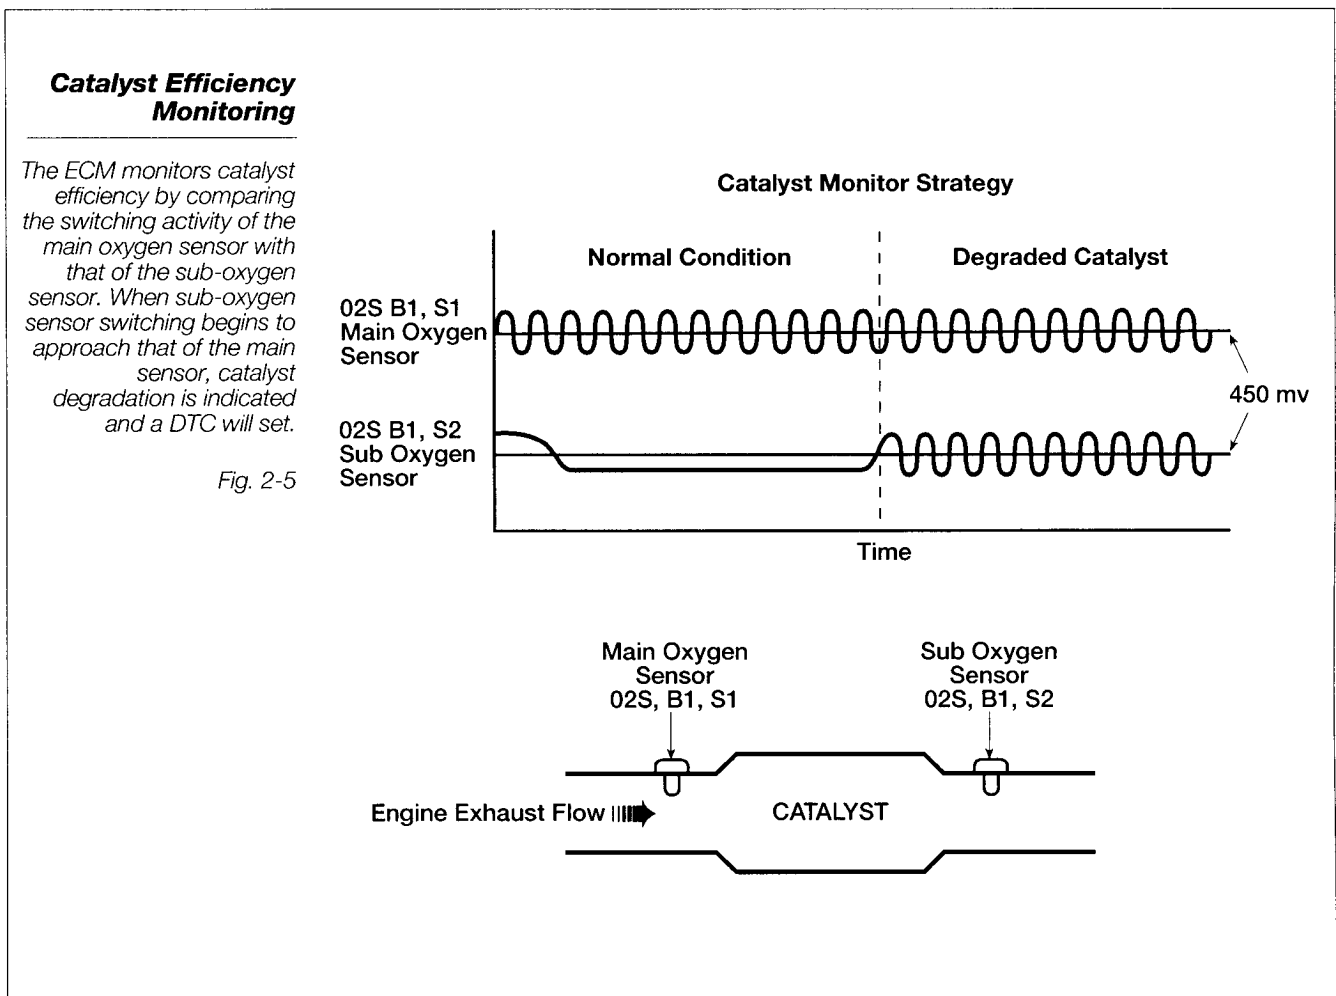 Catalyst Efficiency
Monitoring
The ECM monitors catalyst
efficiency by comparing
the switching activity of the
main oxygen sensor with
that of the sub-oxygen
sensor. When sub-oxygen
sensor switching begins to
approach that of the main
sensor, catalyst
degradation is indicated
and a DTC will set.
Fig. 2-5
Catalyst Monitor Strategy
Normal Condition
Degraded Catalyst
02S B1, S1
Main Oxygen
Sensor
450 mv
02S B1, S2
Sub Oxygen
Sensor
Time
Main Oxygen
Sensor
02S, B1, S1
Sub Oxygen
Sensor
02S, B1, S2
Engine Exhaust Flow
CATALYST